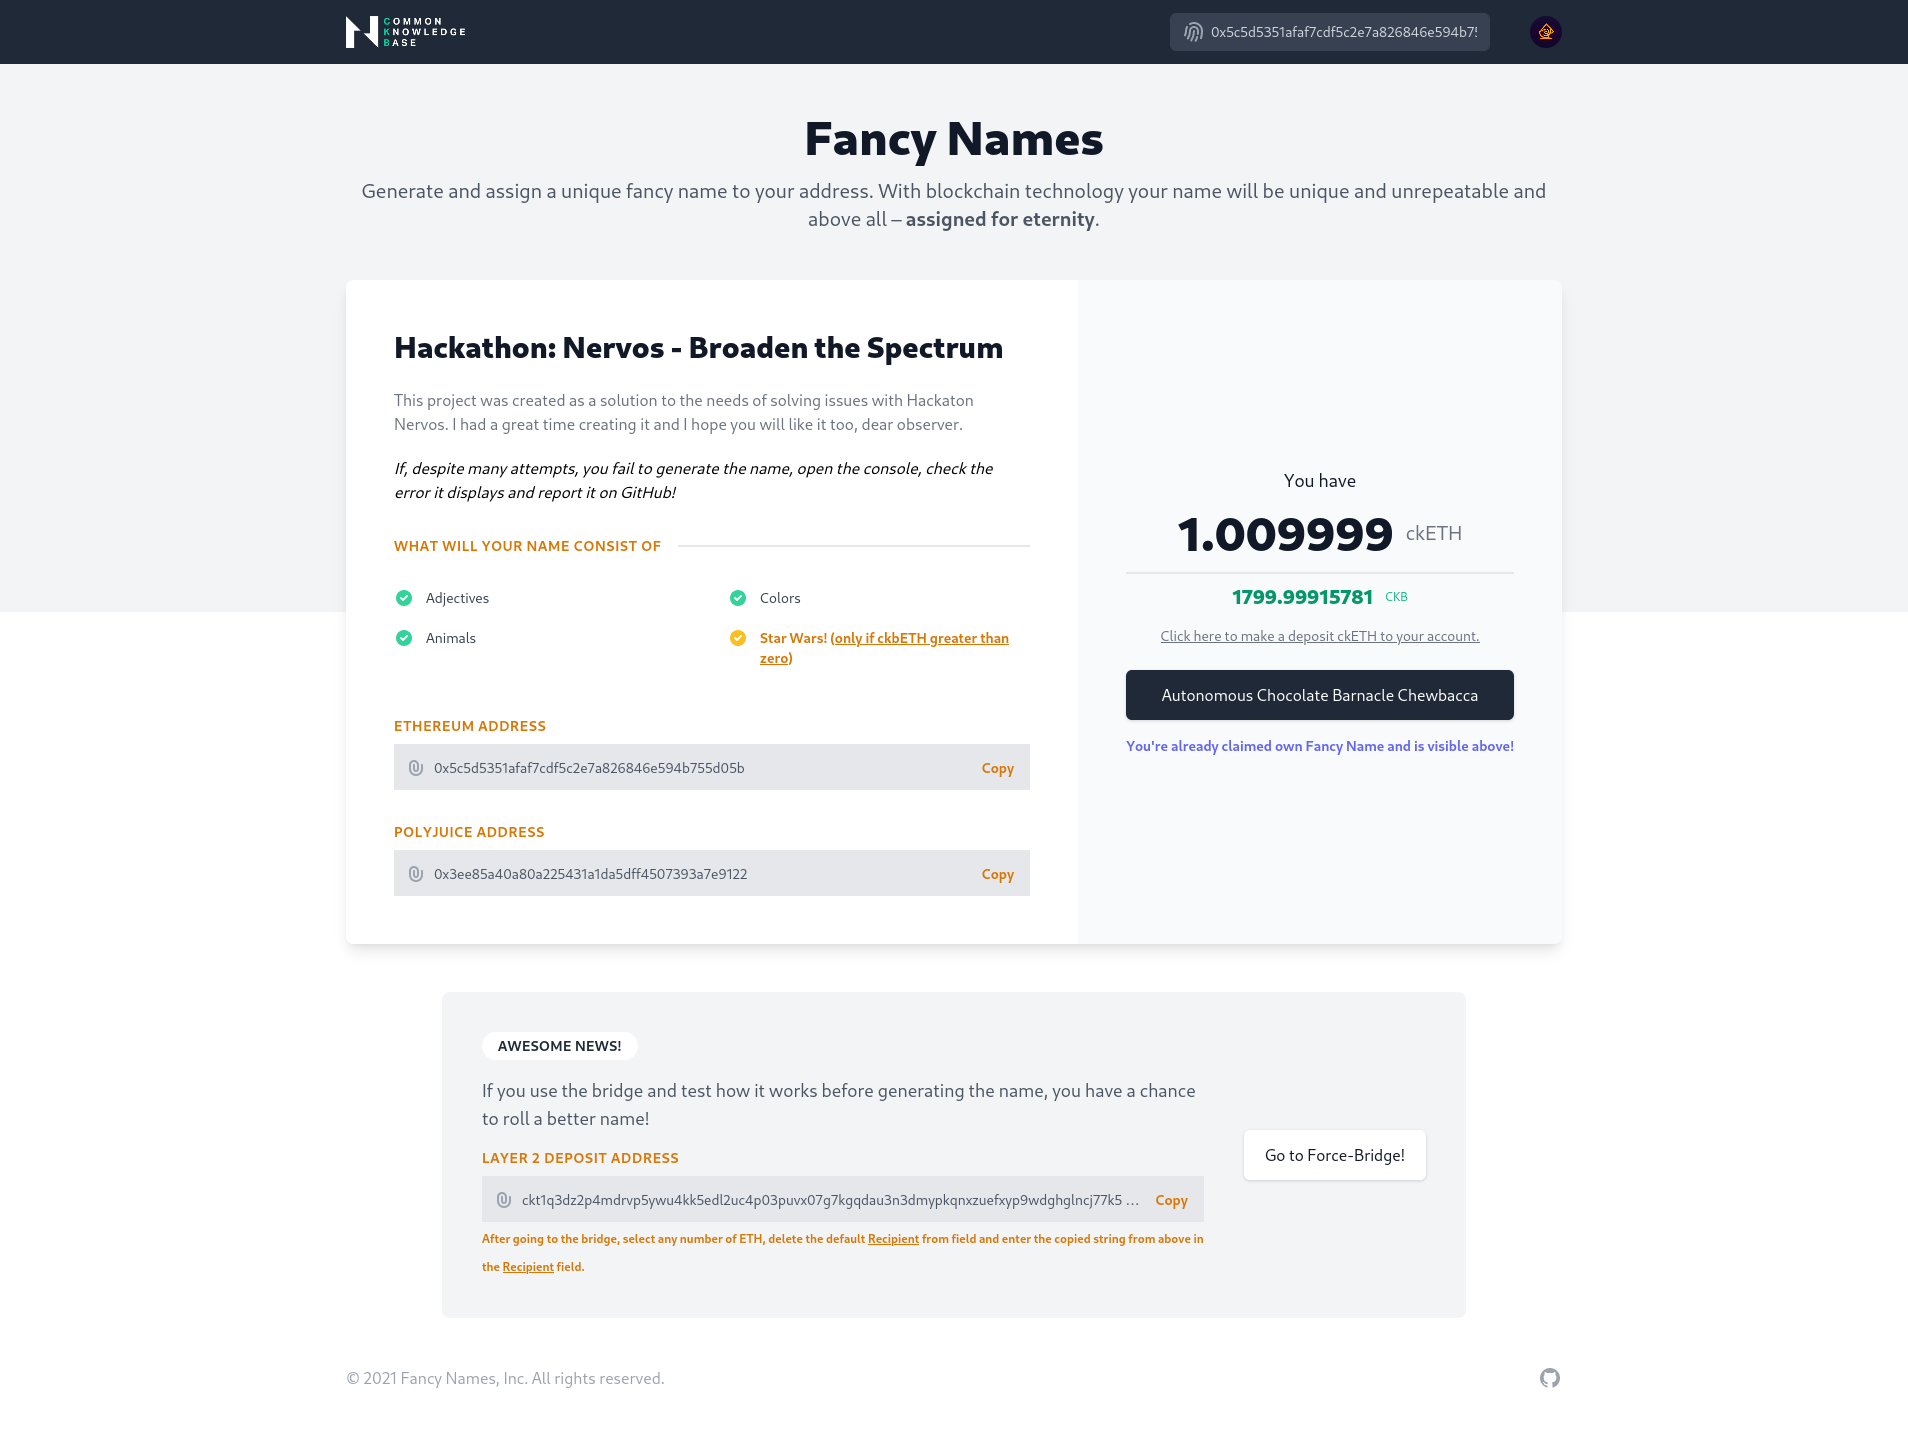 COMMON
KNOWLEDGE
BASE
0x5c5d5351afaf7cdf5c2e7a826846e594b7!
Fancy Names
Generate and assign a unique fancy name to your address. With blockchain technology your name will be unique and unrepeatable and
above all – assigned for eternity.
Hackathon: Nervos - Broaden the Spectrum
This project was created as a solution to the needs of solving issues with Hackaton
Nervos. I had a great time creating it and I hope you will like it too, dear observer.
If, despite many attempts, you fail to generate the name, open the console, check the
error it displays and report it on GitHub!
WHAT WILL YOUR NAME CONSIST OF
Adjectives
Colors
Animals
Star Wars! (only if ckbETH greater than
zero)
ETHEREUM ADDRESS
0x5c5d5351afaf7cdf5c2e7a826846e594b755d05b
Copy
POLYJUICE ADDRESS
0x3ee85a40a80a225431a1da5dff4507393a7e9122
Copy
You have
1.009999 ckETH
1799.99915781 CKB
Click here to make a deposit ckETH to your account.
Autonomous Chocolate Barnacle Chewbacca
You're already claimed own Fancy Name and is visible above!
AWESOME NEWS!
If you use the bridge and test how it works before generating the name, you have a chance
to roll a better name!
LAYER 2 DEPOSIT ADDRESS
ckt1q3dz2p4mdrvp5ywu4kk5edl2uc4p03puvx07g7kgqdau3n3dmypkqnxzuefxyp9wdghglncj77k5 ...
Copy
After going to the bridge, select any number of ETH, delete the default Recipient from field and enter the copied string from above in
the Recipient field.
Go to Force-Bridge!
© 2021 Fancy Names, Inc. All rights reserved.